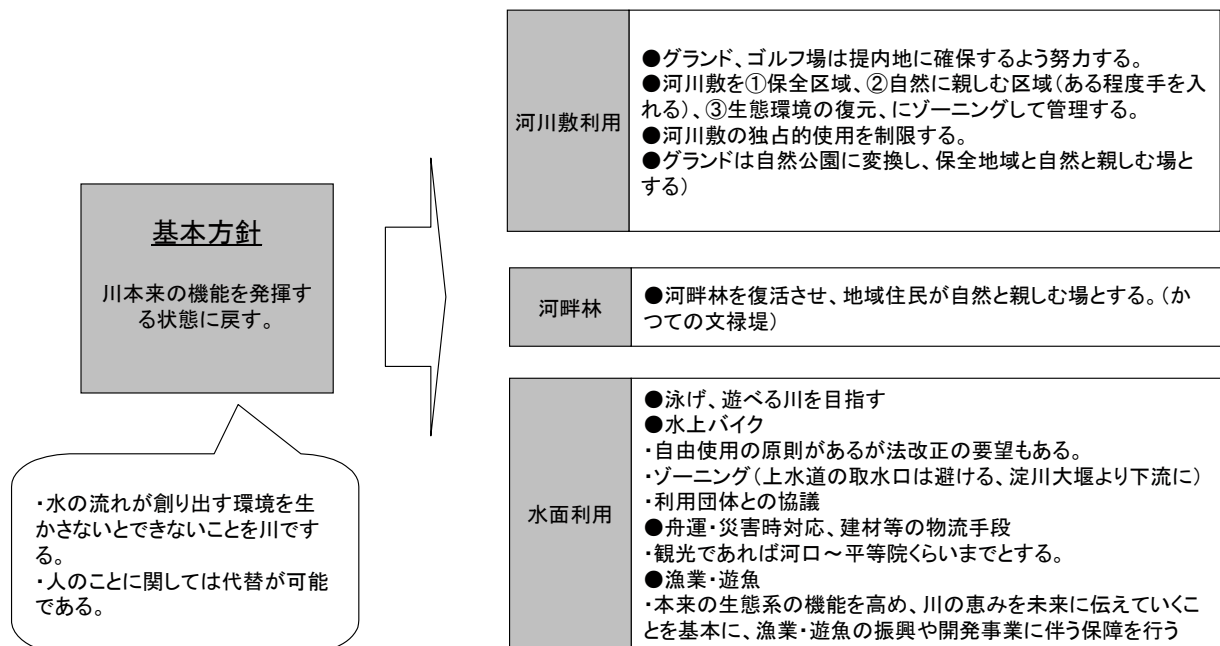 基本方針
川本来の機能を発揮す
る状態に戻す。
・水の流れが創り出す環境を生
かさないとできないことを川です
る。
・人のことに関しては代替が可能
である。
河川敷利用
●グランド、ゴルフ場は提内地に確保するよう努力する。
●河川敷を①保全区域、②自然に親しむ区域(ある程度手を入
れる)、③生態環境の復元、にゾーニングして管理する。
●河川敷の独占的使用を制限する。
●グランドは自然公園に変換し、保全地域と自然と親しむ場と
する)
河畔林
●河畔林を復活させ、地域住民が自然と親しむ場とする。(か
つての文禄堤)
水面利用
●泳げ、遊べる川を目指す
●水上バイク
・自由使用の原則があるが法改正の要望もある。
・ゾーニング(上水道の取水口は避ける、淀川大堰より下流に)
・利用団体との協議
●舟運・災害時対応、建材等の物流手段
・観光であれば河口～平等院くらいまでとする。
●漁業・遊魚
・本来の生態系の機能を高め、川の恵みを未来に伝えていくこ
とを基本に、漁業・遊魚の振興や開発事業に伴う保障を行う